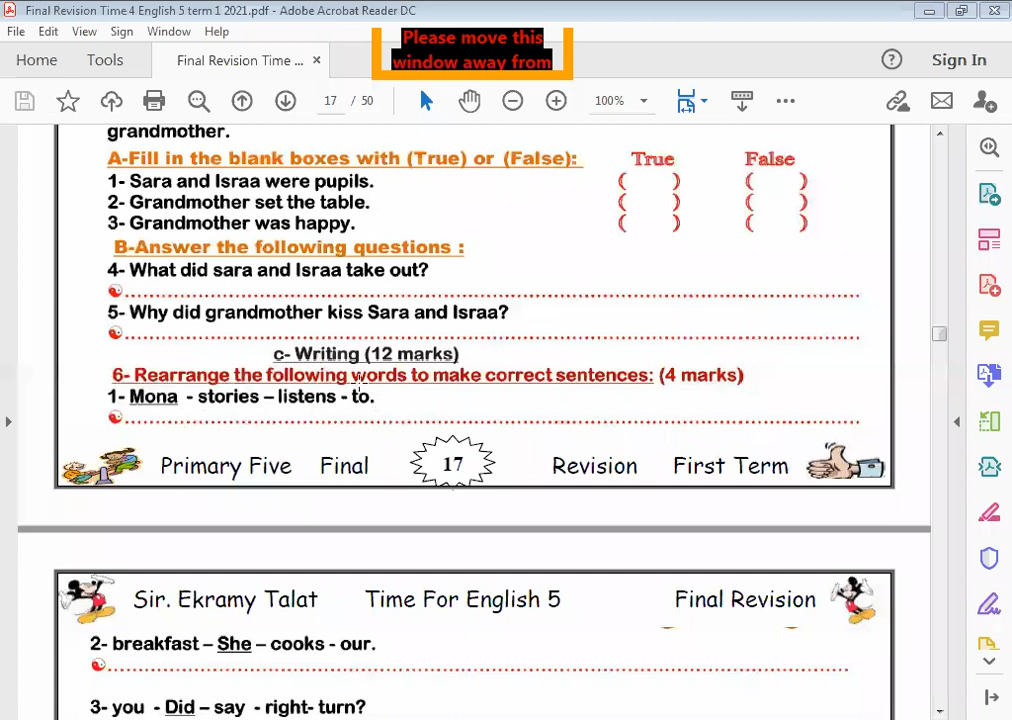 Final Revision Time 4 English 5 term 1 2021.pdf - Adobe Acrobat Reader DC
File Edit View Sign Window Help
Please move this
window away from
Home Tools Final Revision Time ... × Sign In
17 / 50 100%
grandmother.
A-Fill in the blank boxes with (True) or (False): True False
1- Sara and Israa were pupils. ( ) ( )
2- Grandmother set the table. ( ) ( )
3- Grandmother was happy. ( ) ( )
B-Answer the following questions :
4- What did sara and Israa take out?
5- Why did grandmother kiss Sara and Israa?
c- Writing (12 marks)
6- Rearrange the following words to make correct sentences: (4 marks)
1- Mona - stories – listens - to.
Primary Five Final 17 Revision First Term
Sir. Ekramy Talat Time For English 5 Final Revision
2- breakfast – She – cooks - our.
3- you - Did – say - right- turn?